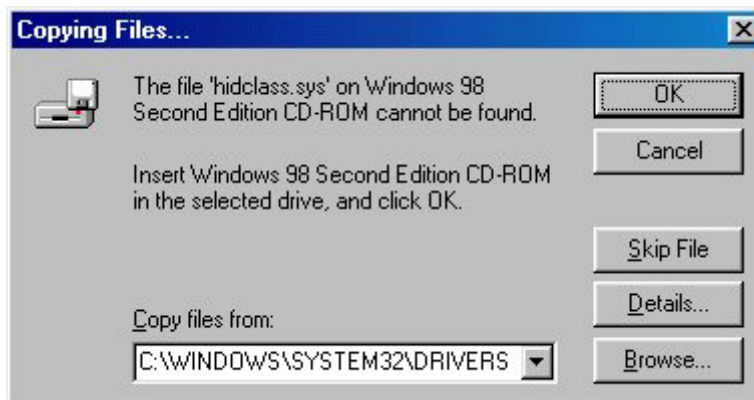 Copying Files...
The file 'hidclass.sys' on Windows 98
Second Edition CD-ROM cannot be found.
Insert Windows 98 Second Edition CD-ROM
in the selected drive, and click OK.
Copy files from:
C:\WINDOWS\SYSTEM32\DRIVERS
OK
Cancel
Skip File
Details...
Browse...